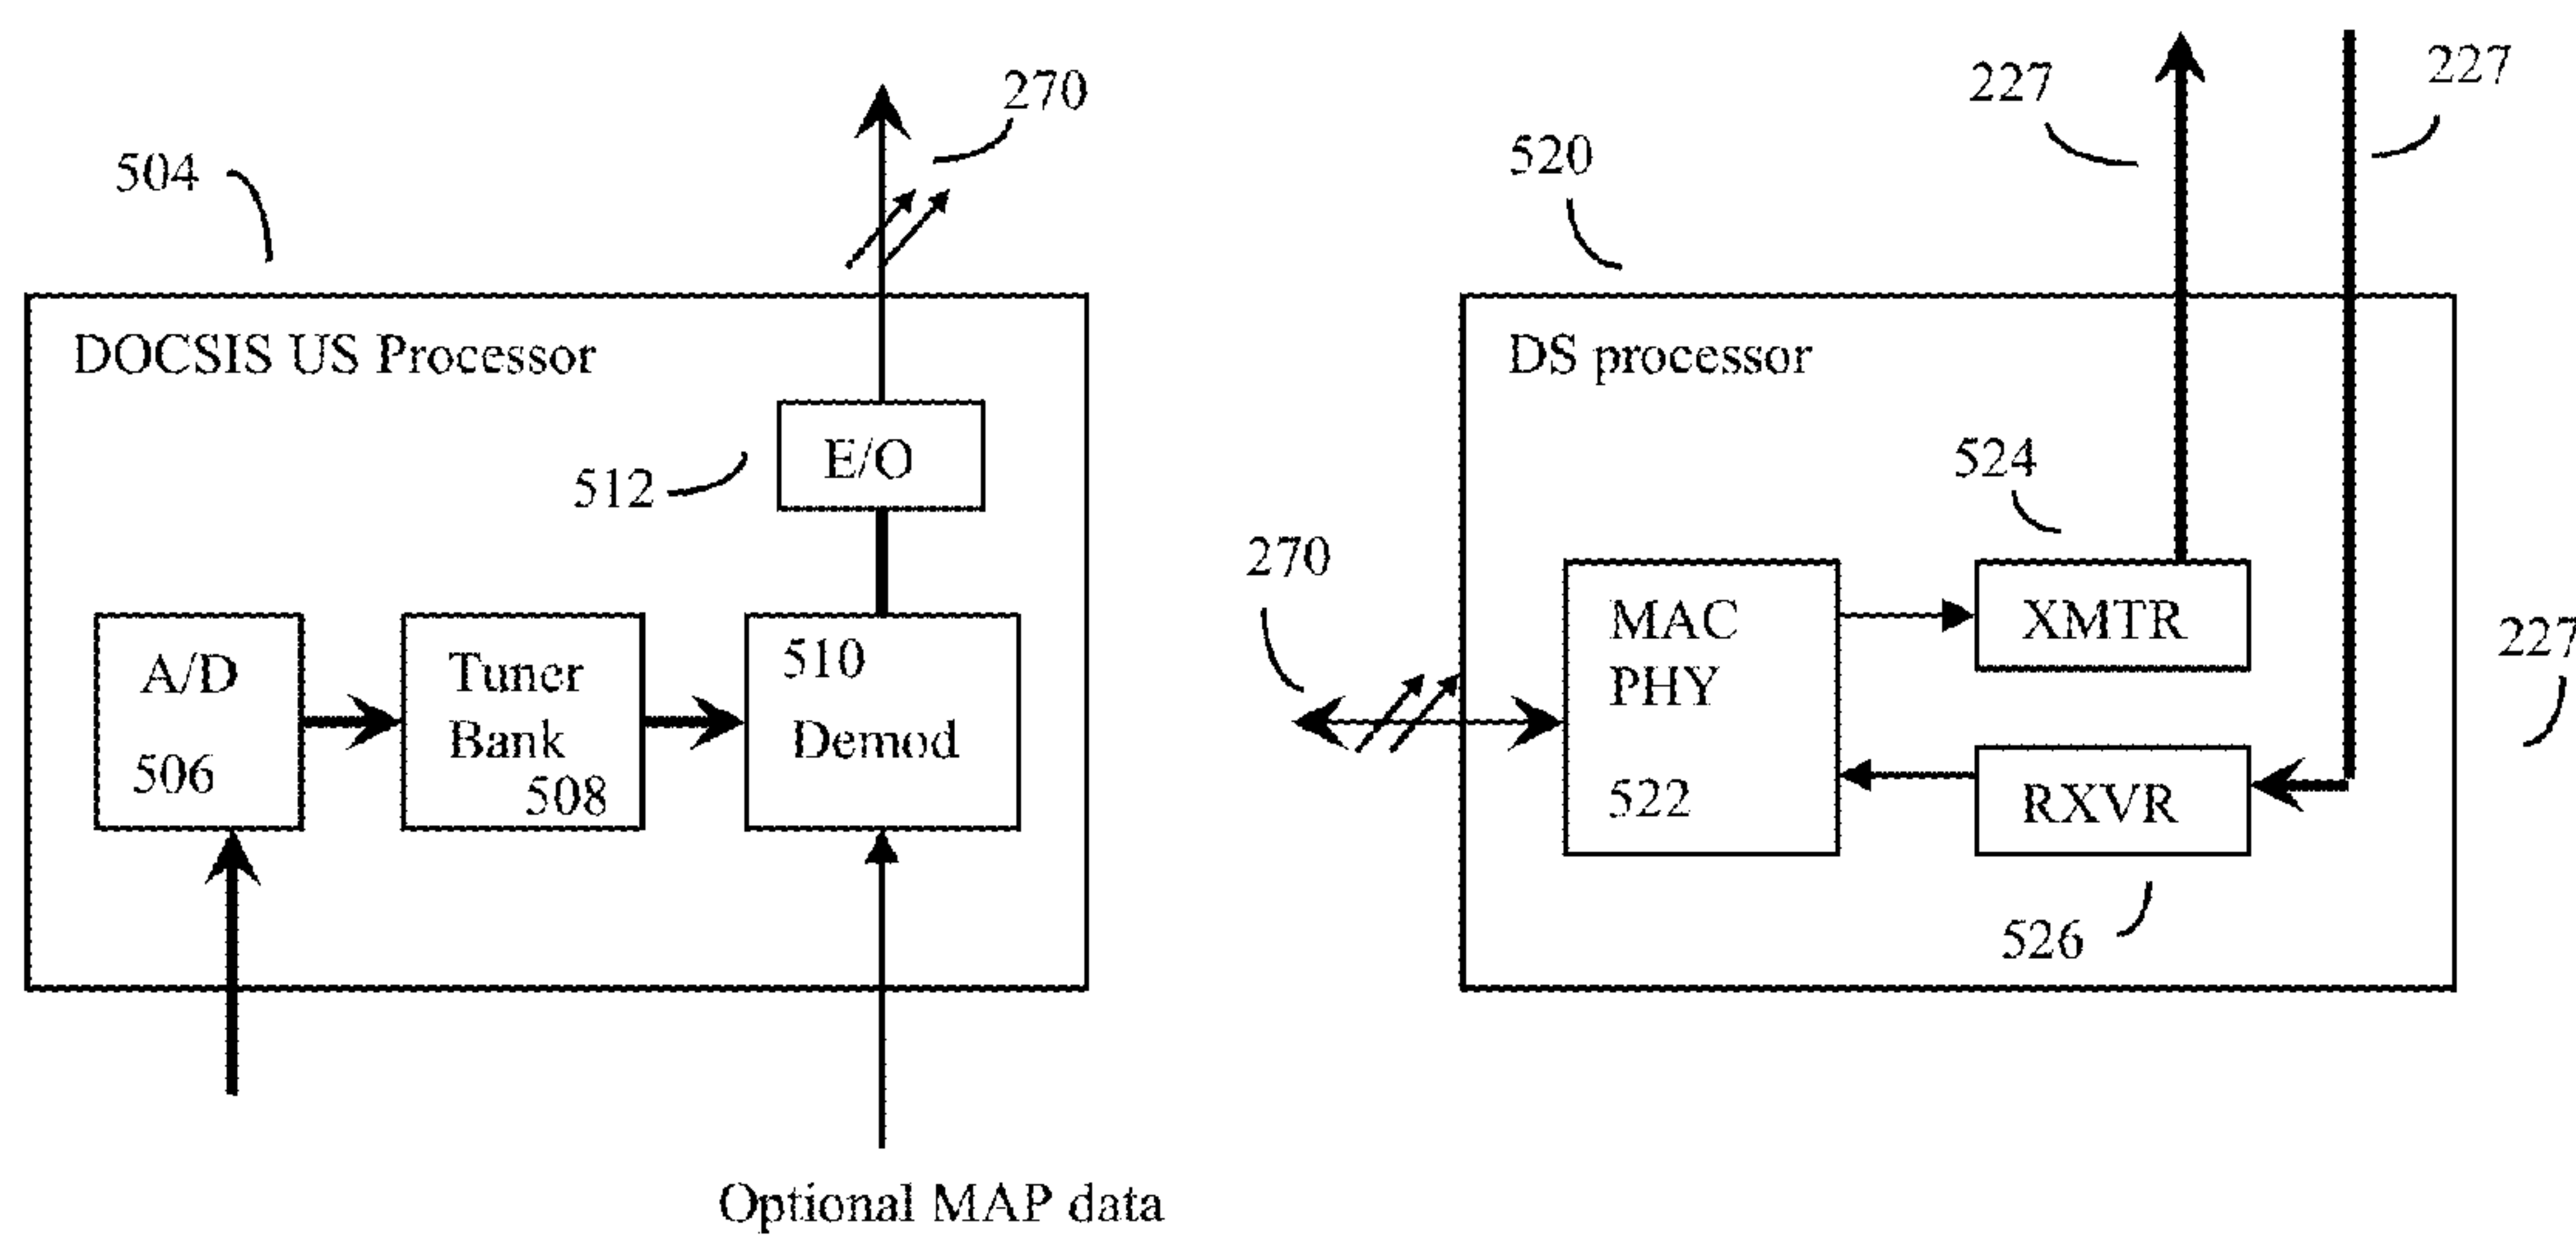 504
270
DOCSIS US Processor
512
E/O
A/D
506
Tuner
Bank
508
510
Demod
Optional MAP data
520
227
227
DS processor
524
270
MAC
PHY
522
XMTR
RXVR
526
227